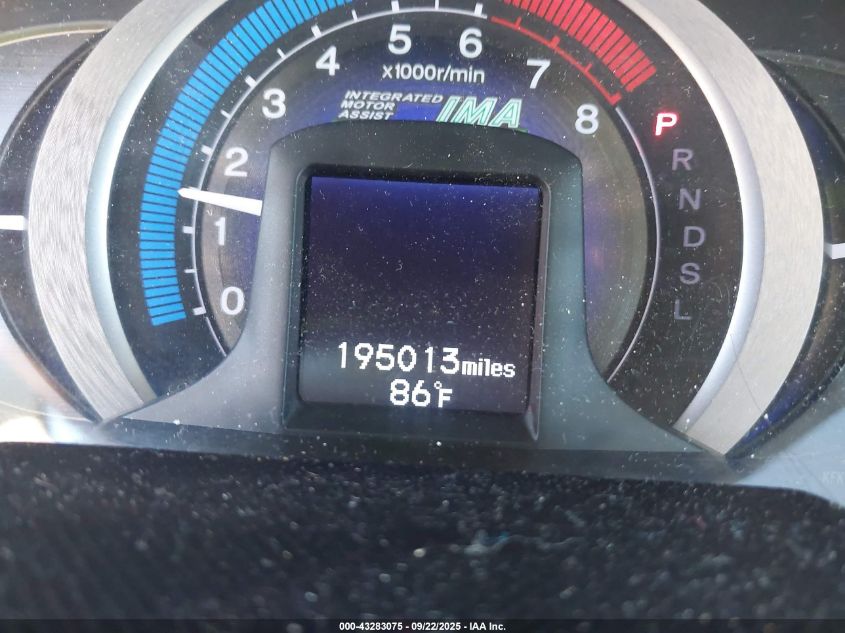 0 1 2 3 4 5 6 7 8
x1000r/min
INTEGRATED
MOTOR
ASSIST
IMA
P
R
N
D
S
L
195013miles
86°F
000-43283075 - 09/22/2025 - IAA Inc.